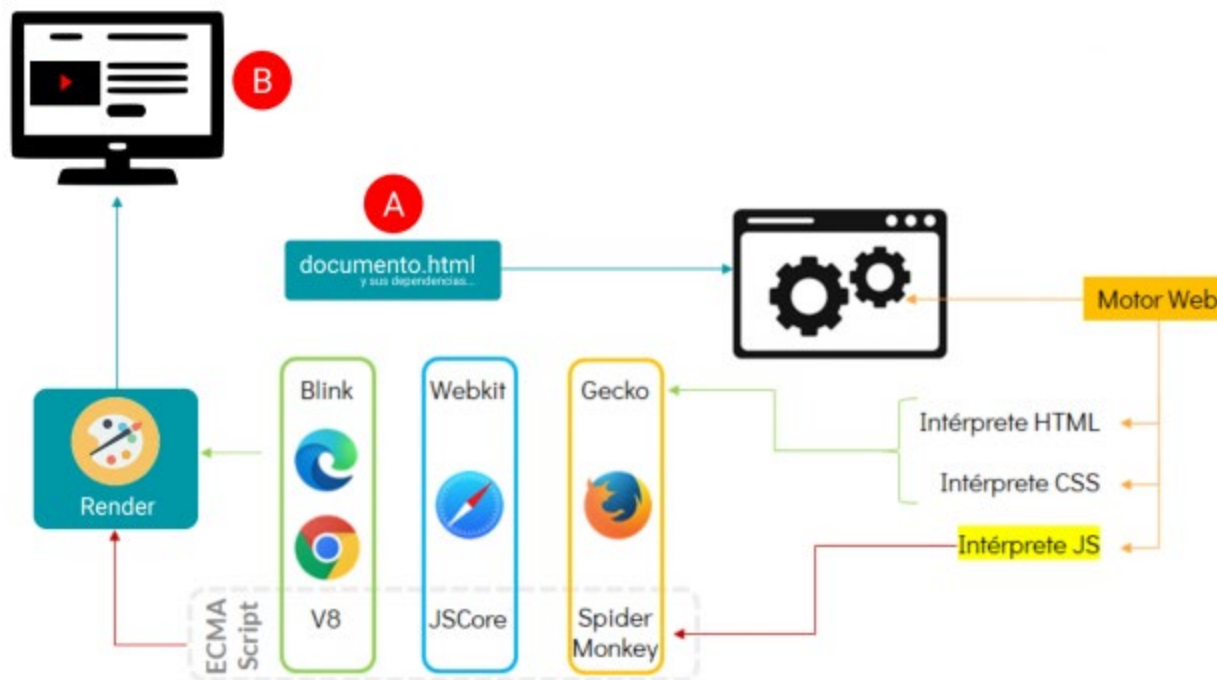 B
A
documento.html
y sus dependencias...
Motor Web
Blink
Webkit
Gecko
Intérprete HTML
Intérprete CSS
Render
Intérprete JS
ECMA
Script
V8
JSCore
Spider
Monkey